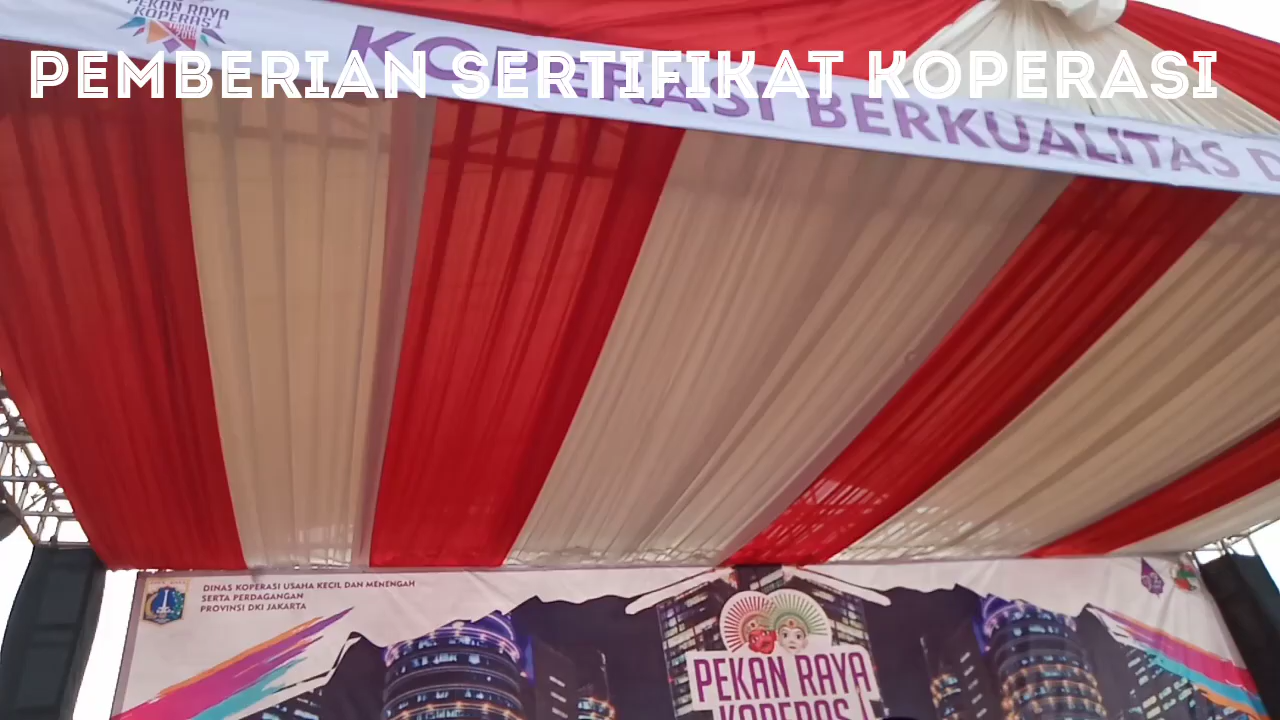 PEKAN RAYA
KOPERASI
PEMBERIAN SERTIFIKAT KOPERASI
KOPERASI BERKUALITAS D
DINAS KOPERASI USAHA KECIL DAN MENENGAH
SERTA PERDAGANGAN
PROVINSI DKI JAKARTA
PEKAN RAYA
KOPERASI